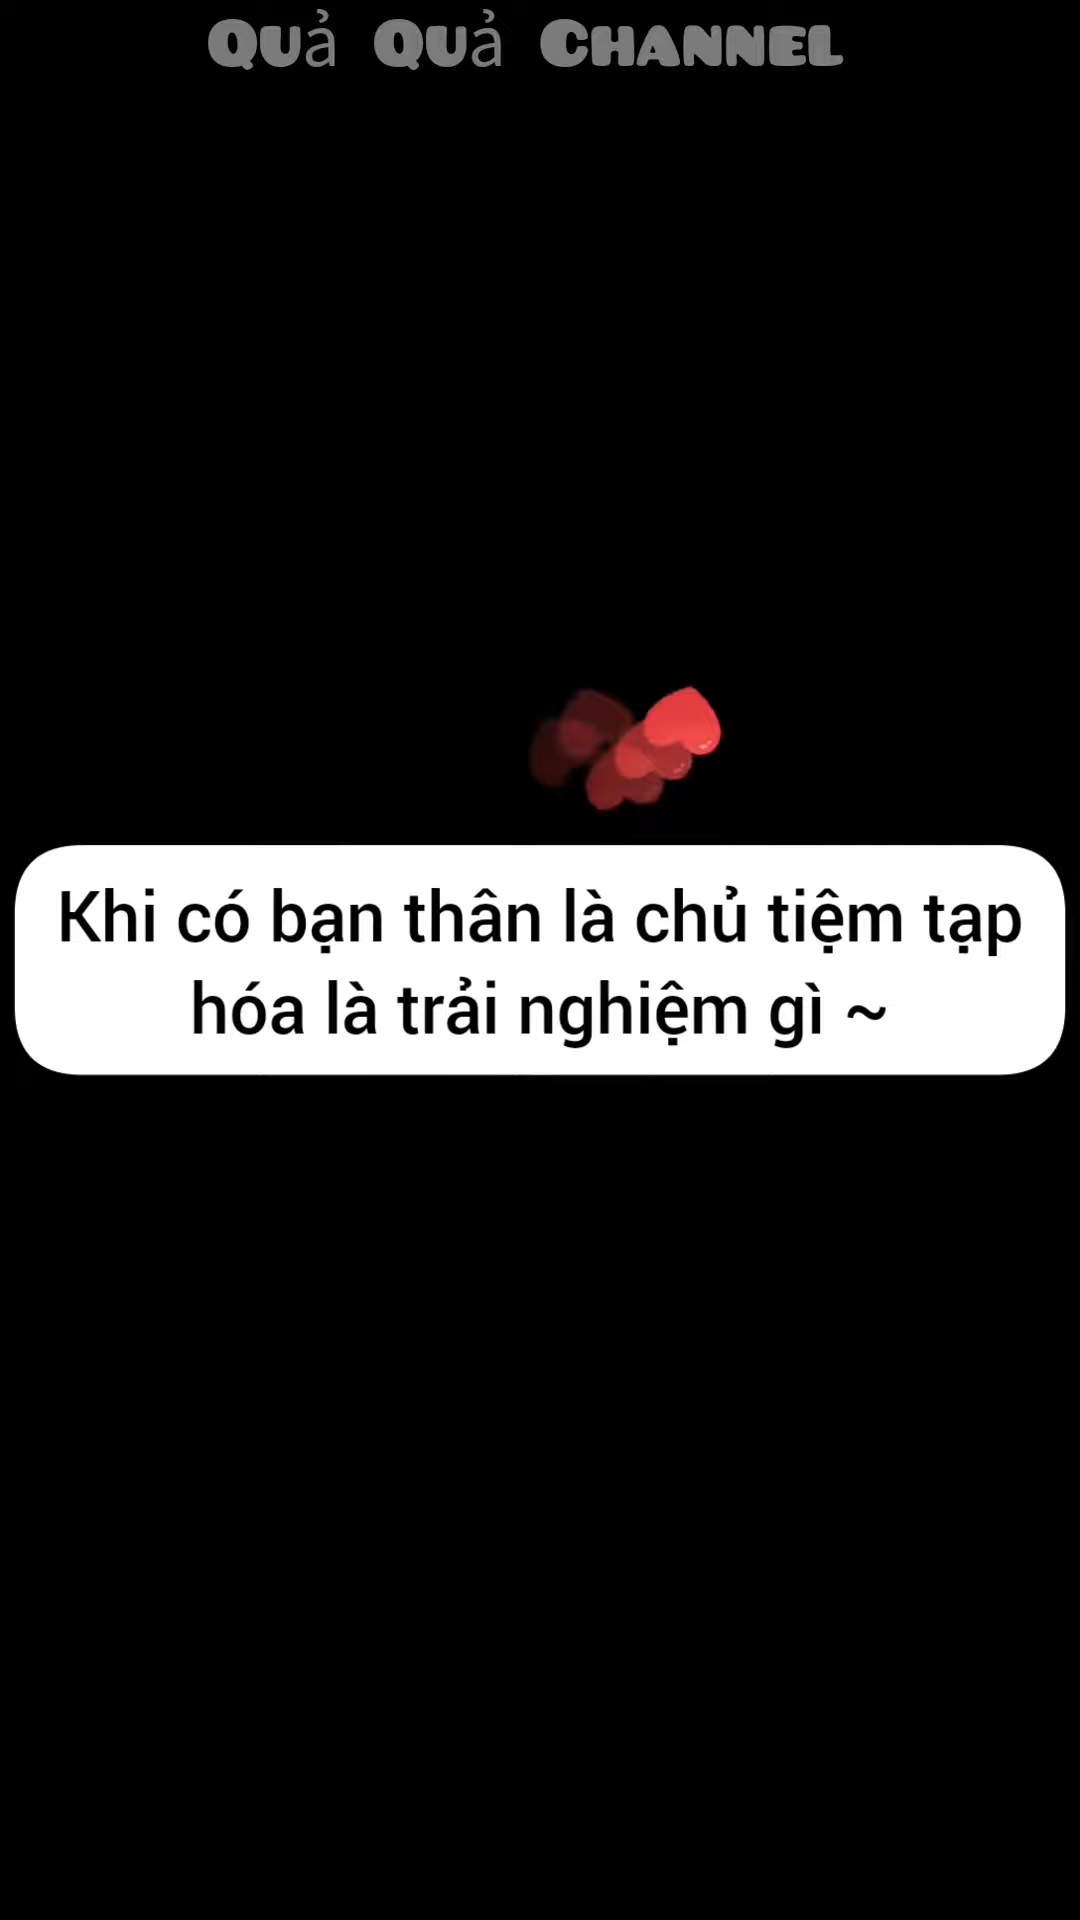 Quả Quả Channel
Khi có bạn thân là chủ tiệm tạp
hóa là trải nghiệm gì ~